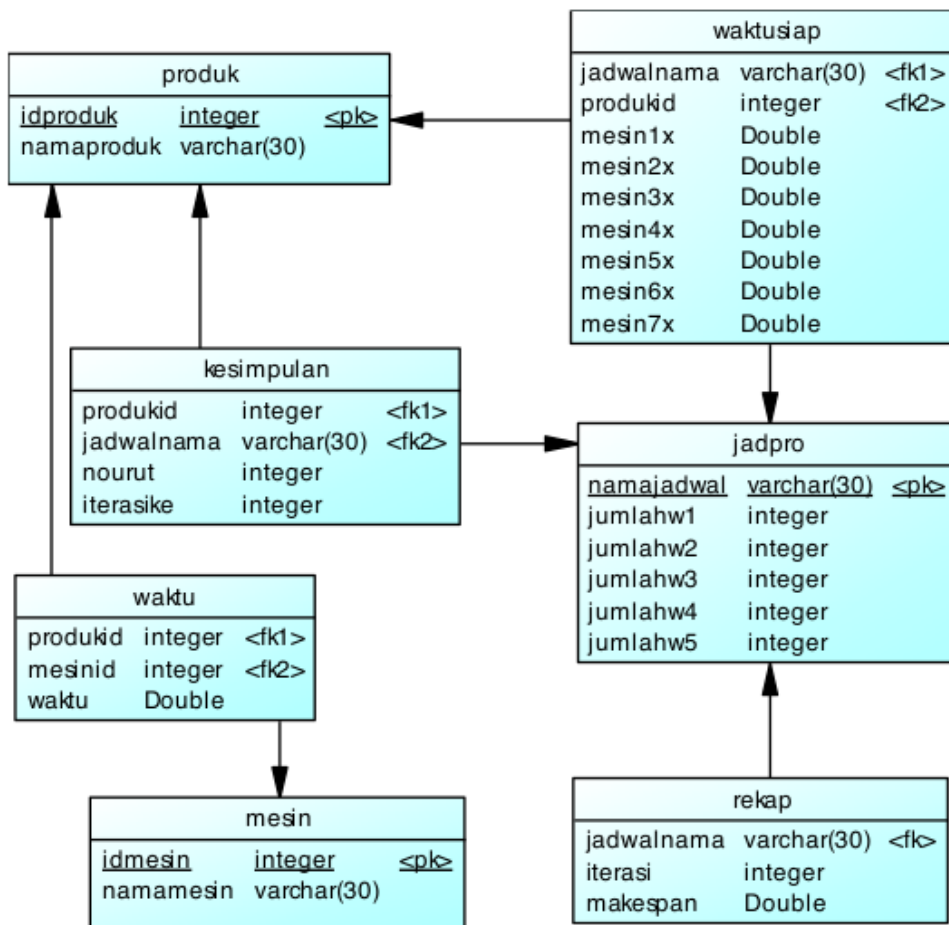 produk
idproduk integer <pk>
namaproduk varchar(30)
waktusiap
jadwalnama varchar(30) <fk1>
produkid integer <fk2>
mesin1x Double
mesin2x Double
mesin3x Double
mesin4x Double
mesin5x Double
mesin6x Double
mesin7x Double
kesimpulan
produkid integer <fk1>
jadwalnama varchar(30) <fk2>
nourut integer
iterasike integer
jadpro
namajadwal varchar(30) <pk>
jumlahw1 integer
jumlahw2 integer
jumlahw3 integer
jumlahw4 integer
jumlahw5 integer
waktu
produkid integer <fk1>
mesinid integer <fk2>
waktu Double
mesin
idmesin integer <pk>
namamesin varchar(30)
rekap
jadwalnama varchar(30) <fk>
iterasi integer
makespan Double